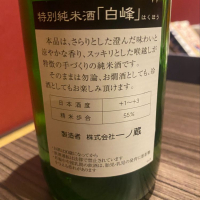 特別純米酒「白峰」はくほう
本品は、さらりとした澄んだ味わいと
豊やかな香り、スッキリとした喉越しが
特徴の手づくりの純米酒です。
そのままは勿論、お燗酒としても、冷
酒としてもお楽しみ頂けます。
日本酒度 +1〜+1
精米歩合 55%
製造者 株式会社一ノ蔵